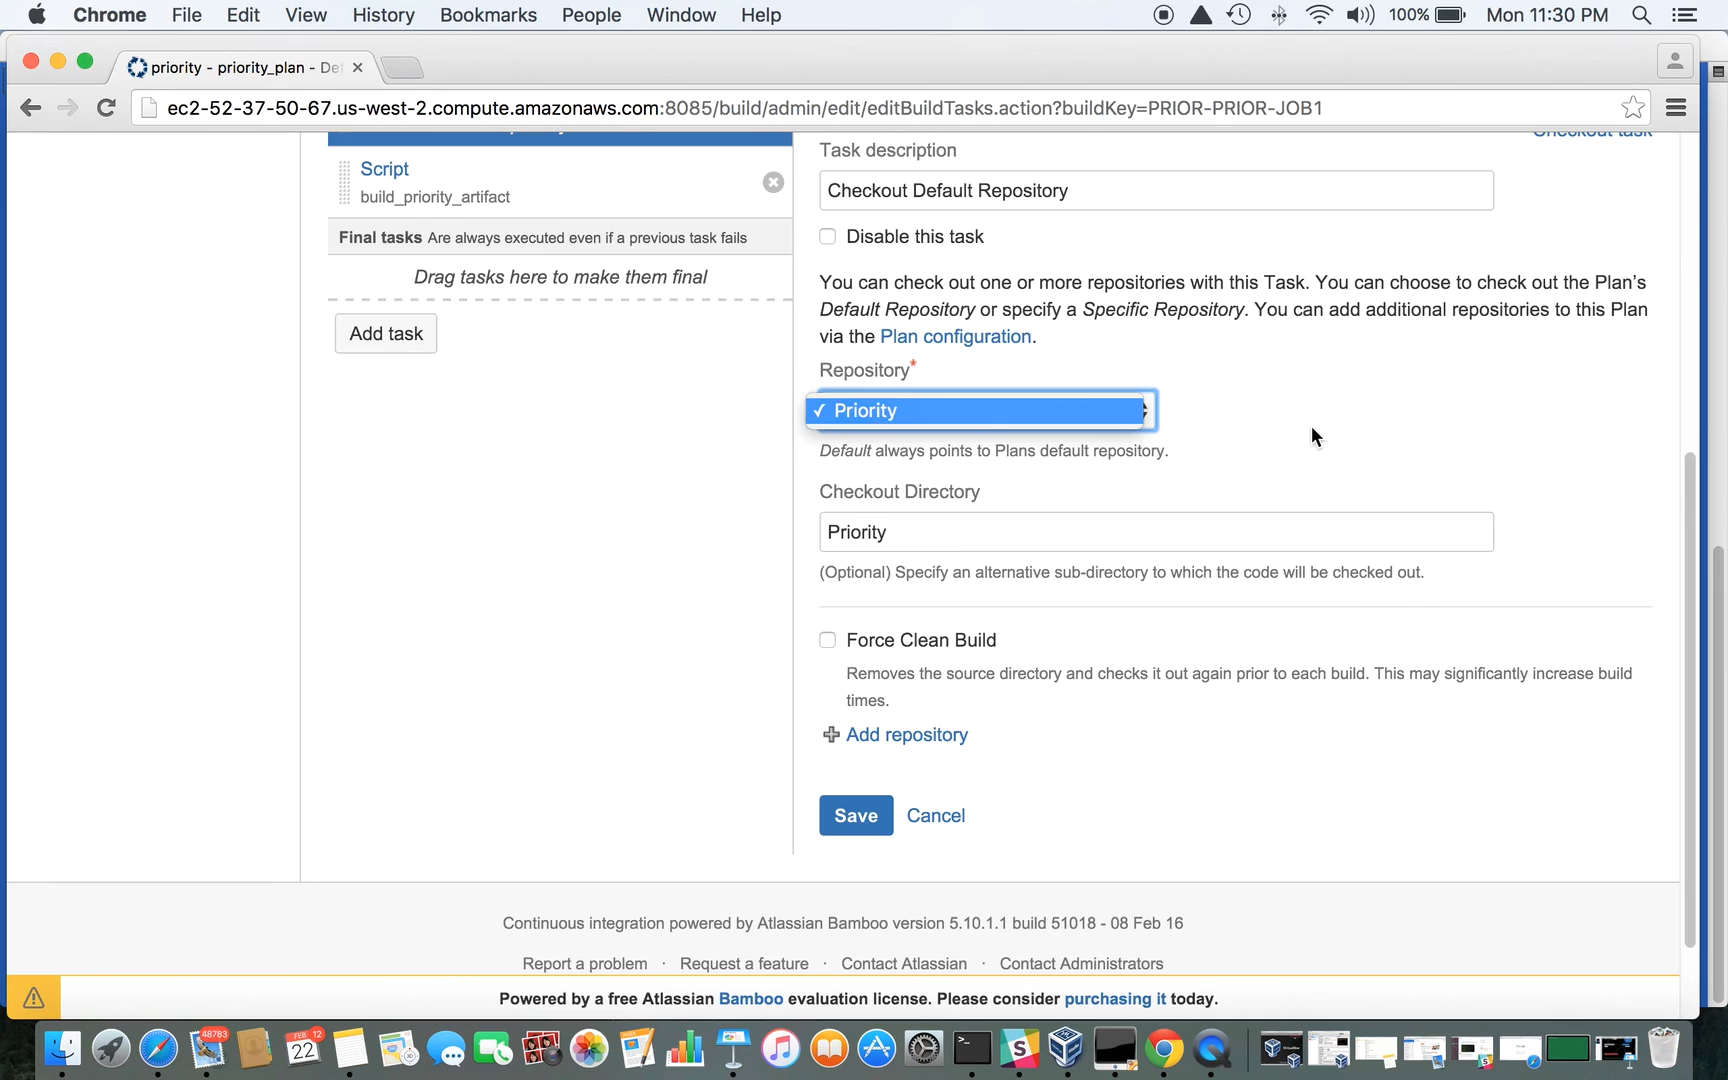 Chrome File Edit View History Bookmarks People Window Help 100% Mon 11:30 PM
priority - priority_plan - De
ec2-52-37-50-67.us-west-2.compute.amazonaws.com:8085/build/admin/edit/editBuildTasks.action?buildKey=PRIOR-PRIOR-JOB1
Checkout task
Task description
Script
build_priority_artifact
Checkout Default Repository
Final tasks Are always executed even if a previous task fails
Disable this task
Drag tasks here to make them final
Add task
You can check out one or more repositories with this Task. You can choose to check out the Plan's
Default Repository or specify a Specific Repository. You can add additional repositories to this Plan
via the Plan configuration.
Repository*
✓ Priority
Default always points to Plans default repository.
Checkout Directory
Priority
(Optional) Specify an alternative sub-directory to which the code will be checked out.
Force Clean Build
Removes the source directory and checks it out again prior to each build. This may significantly increase build
times.
Add repository
Save Cancel
Continuous integration powered by Atlassian Bamboo version 5.10.1.1 build 51018 - 08 Feb 16
Report a problem · Request a feature · Contact Atlassian · Contact Administrators
Powered by a free Atlassian Bamboo evaluation license. Please consider purchasing it today.
48783
FEB 12
22